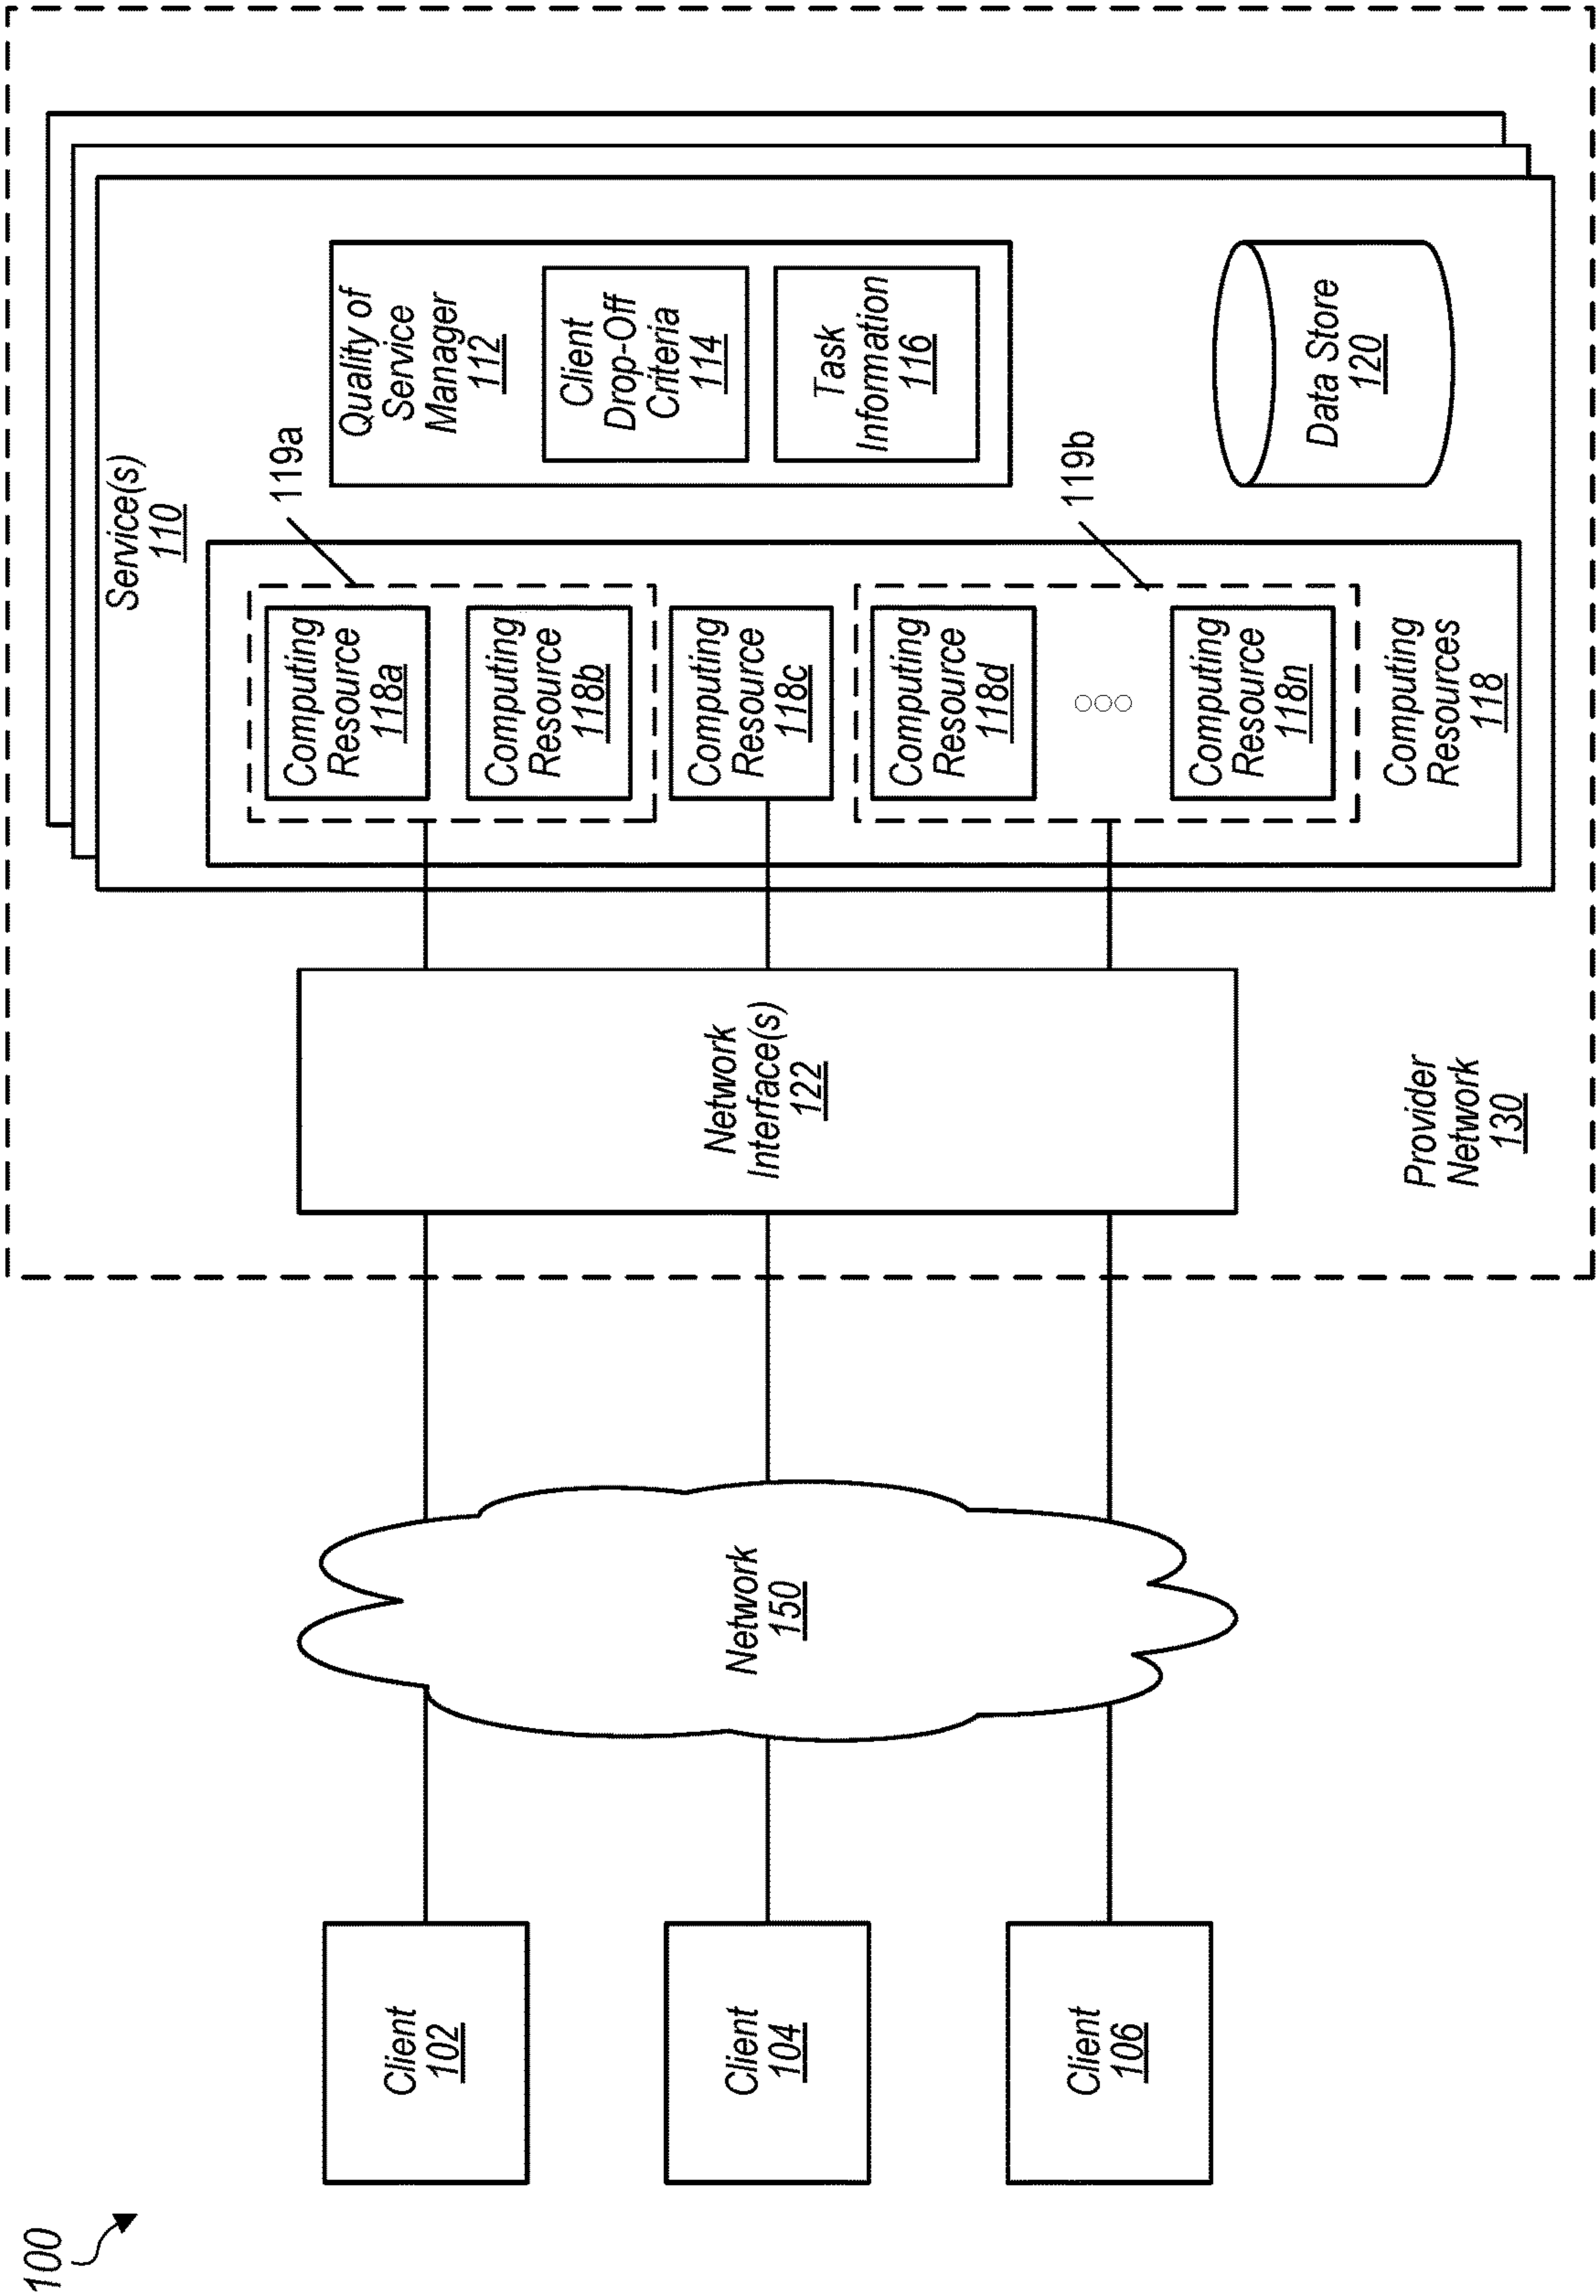 100
Client
102
Client
104
Client
106
Network
150
Network
Interface(s)
122
Provider
Network
130
Service(s)
110
119a
Computing
Resource
118a
Computing
Resource
118b
Computing
Resource
118c
Computing
Resource
118d
Computing
Resource
118n
119b
Computing
Resources
118
Quality of
Service
Manager
112
Client
Drop-Off
Criteria
114
Task
Information
116
Data Store
120